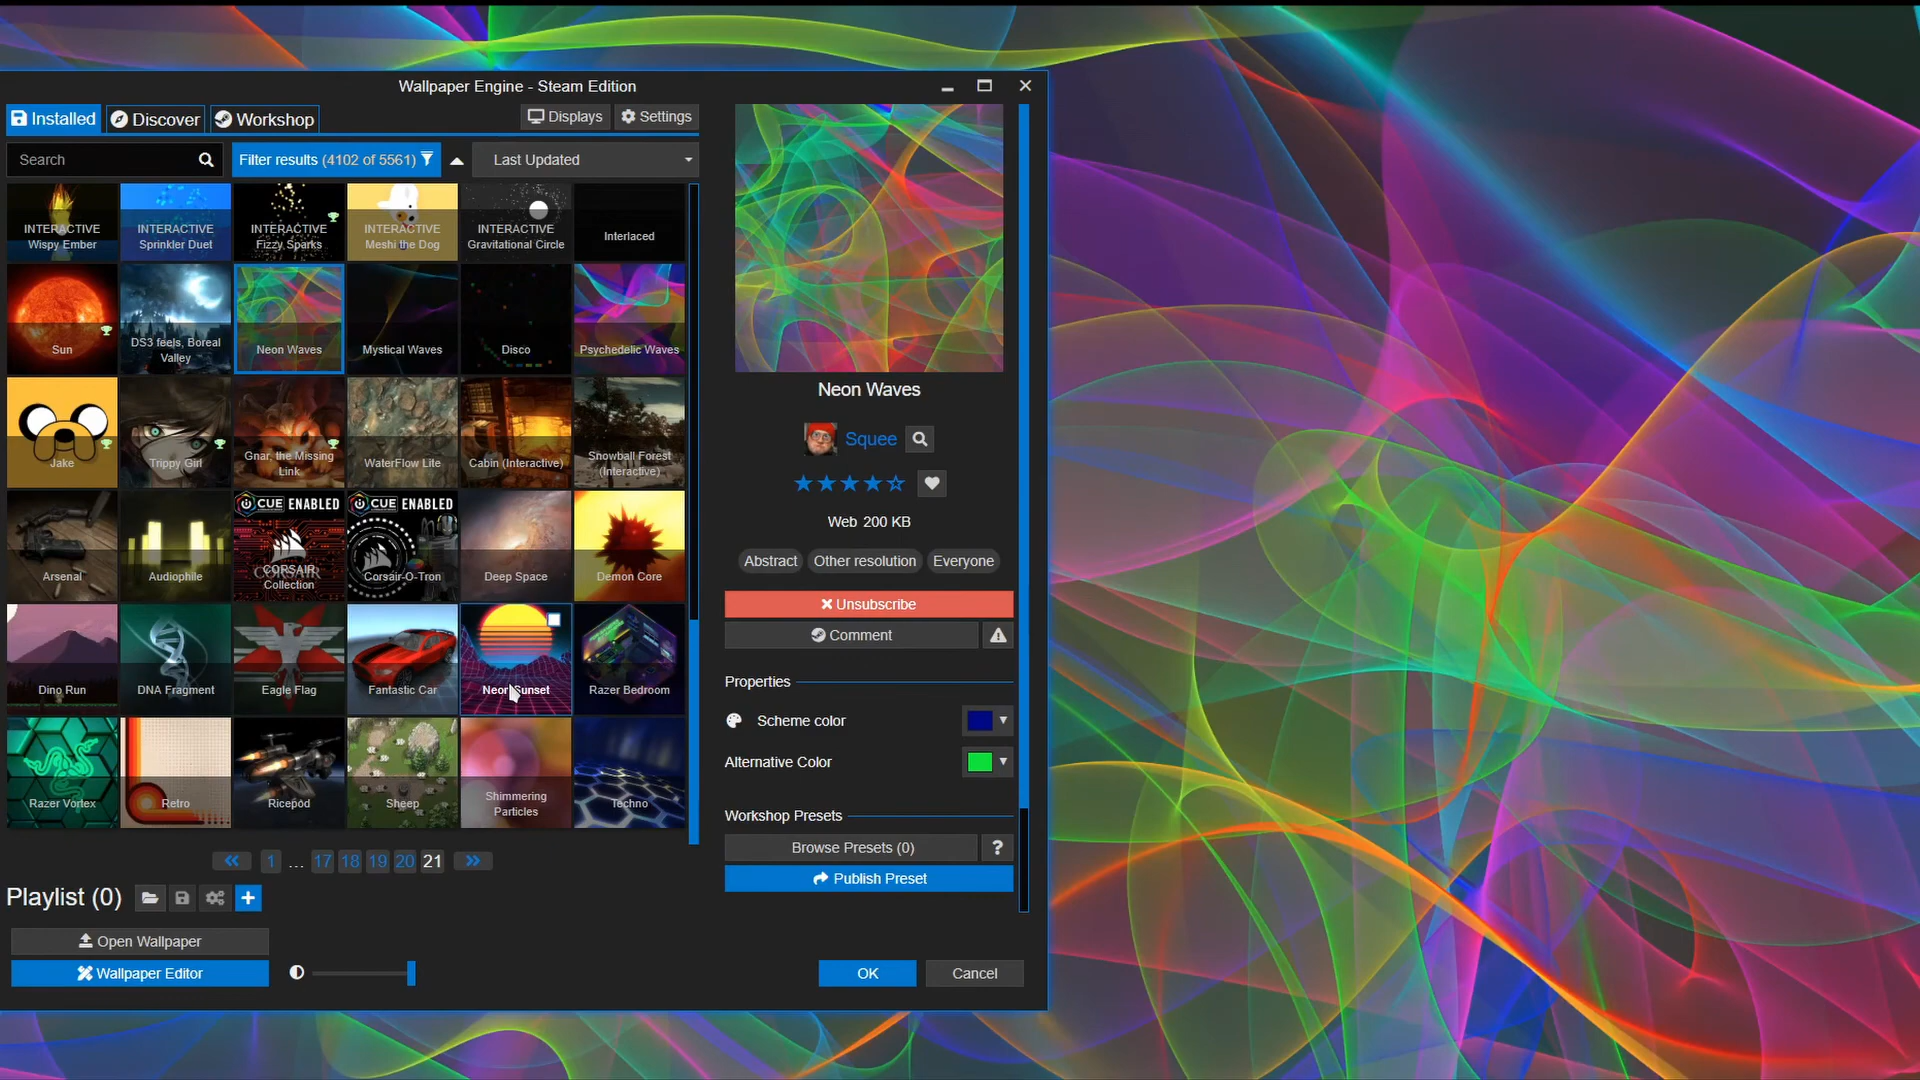 Wallpaper Engine - Steam Edition
Installed
Discover
Workshop
Displays
Settings
Search
Filter results (4102 of 5561)
Last Updated
INTERACTIVE
Wispy Ember
INTERACTIVE
Sprinkler Duet
INTERACTIVE
Fizzy Sparks
INTERACTIVE
Meshi the Dog
INTERACTIVE
Gravitational Circle
Interlaced
Sun
DS3 feels, Boreal
Valley
Neon Waves
Mystical Waves
Disco
Psychedelic Waves
Jake
Trippy Girl
Gnar, the Missing
Link
WaterFlow Lite
Cabin (Interactive)
Snowball Forest
(Interactive)
Arsenal
Audiophile
iCUE ENABLED
CORSAIR
CORSAIR
Collection
iCUE ENABLED
Corsair-O-Tron
Deep Space
Demon Core
Dino Run
DNA Fragment
Eagle Flag
Fantastic Car
Neon Sunset
Razer Bedroom
Razer Vortex
Retro
Ricepod
Sheep
Shimmering
Particles
Techno
1 ... 17 18 19 20 21
Playlist (0)
Open Wallpaper
Wallpaper Editor
Neon Waves
Squee
Web 200 KB
Abstract
Other resolution
Everyone
Unsubscribe
Comment
Properties
Scheme color
Alternative Color
Workshop Presets
Browse Presets (0)
?
Publish Preset
OK
Cancel